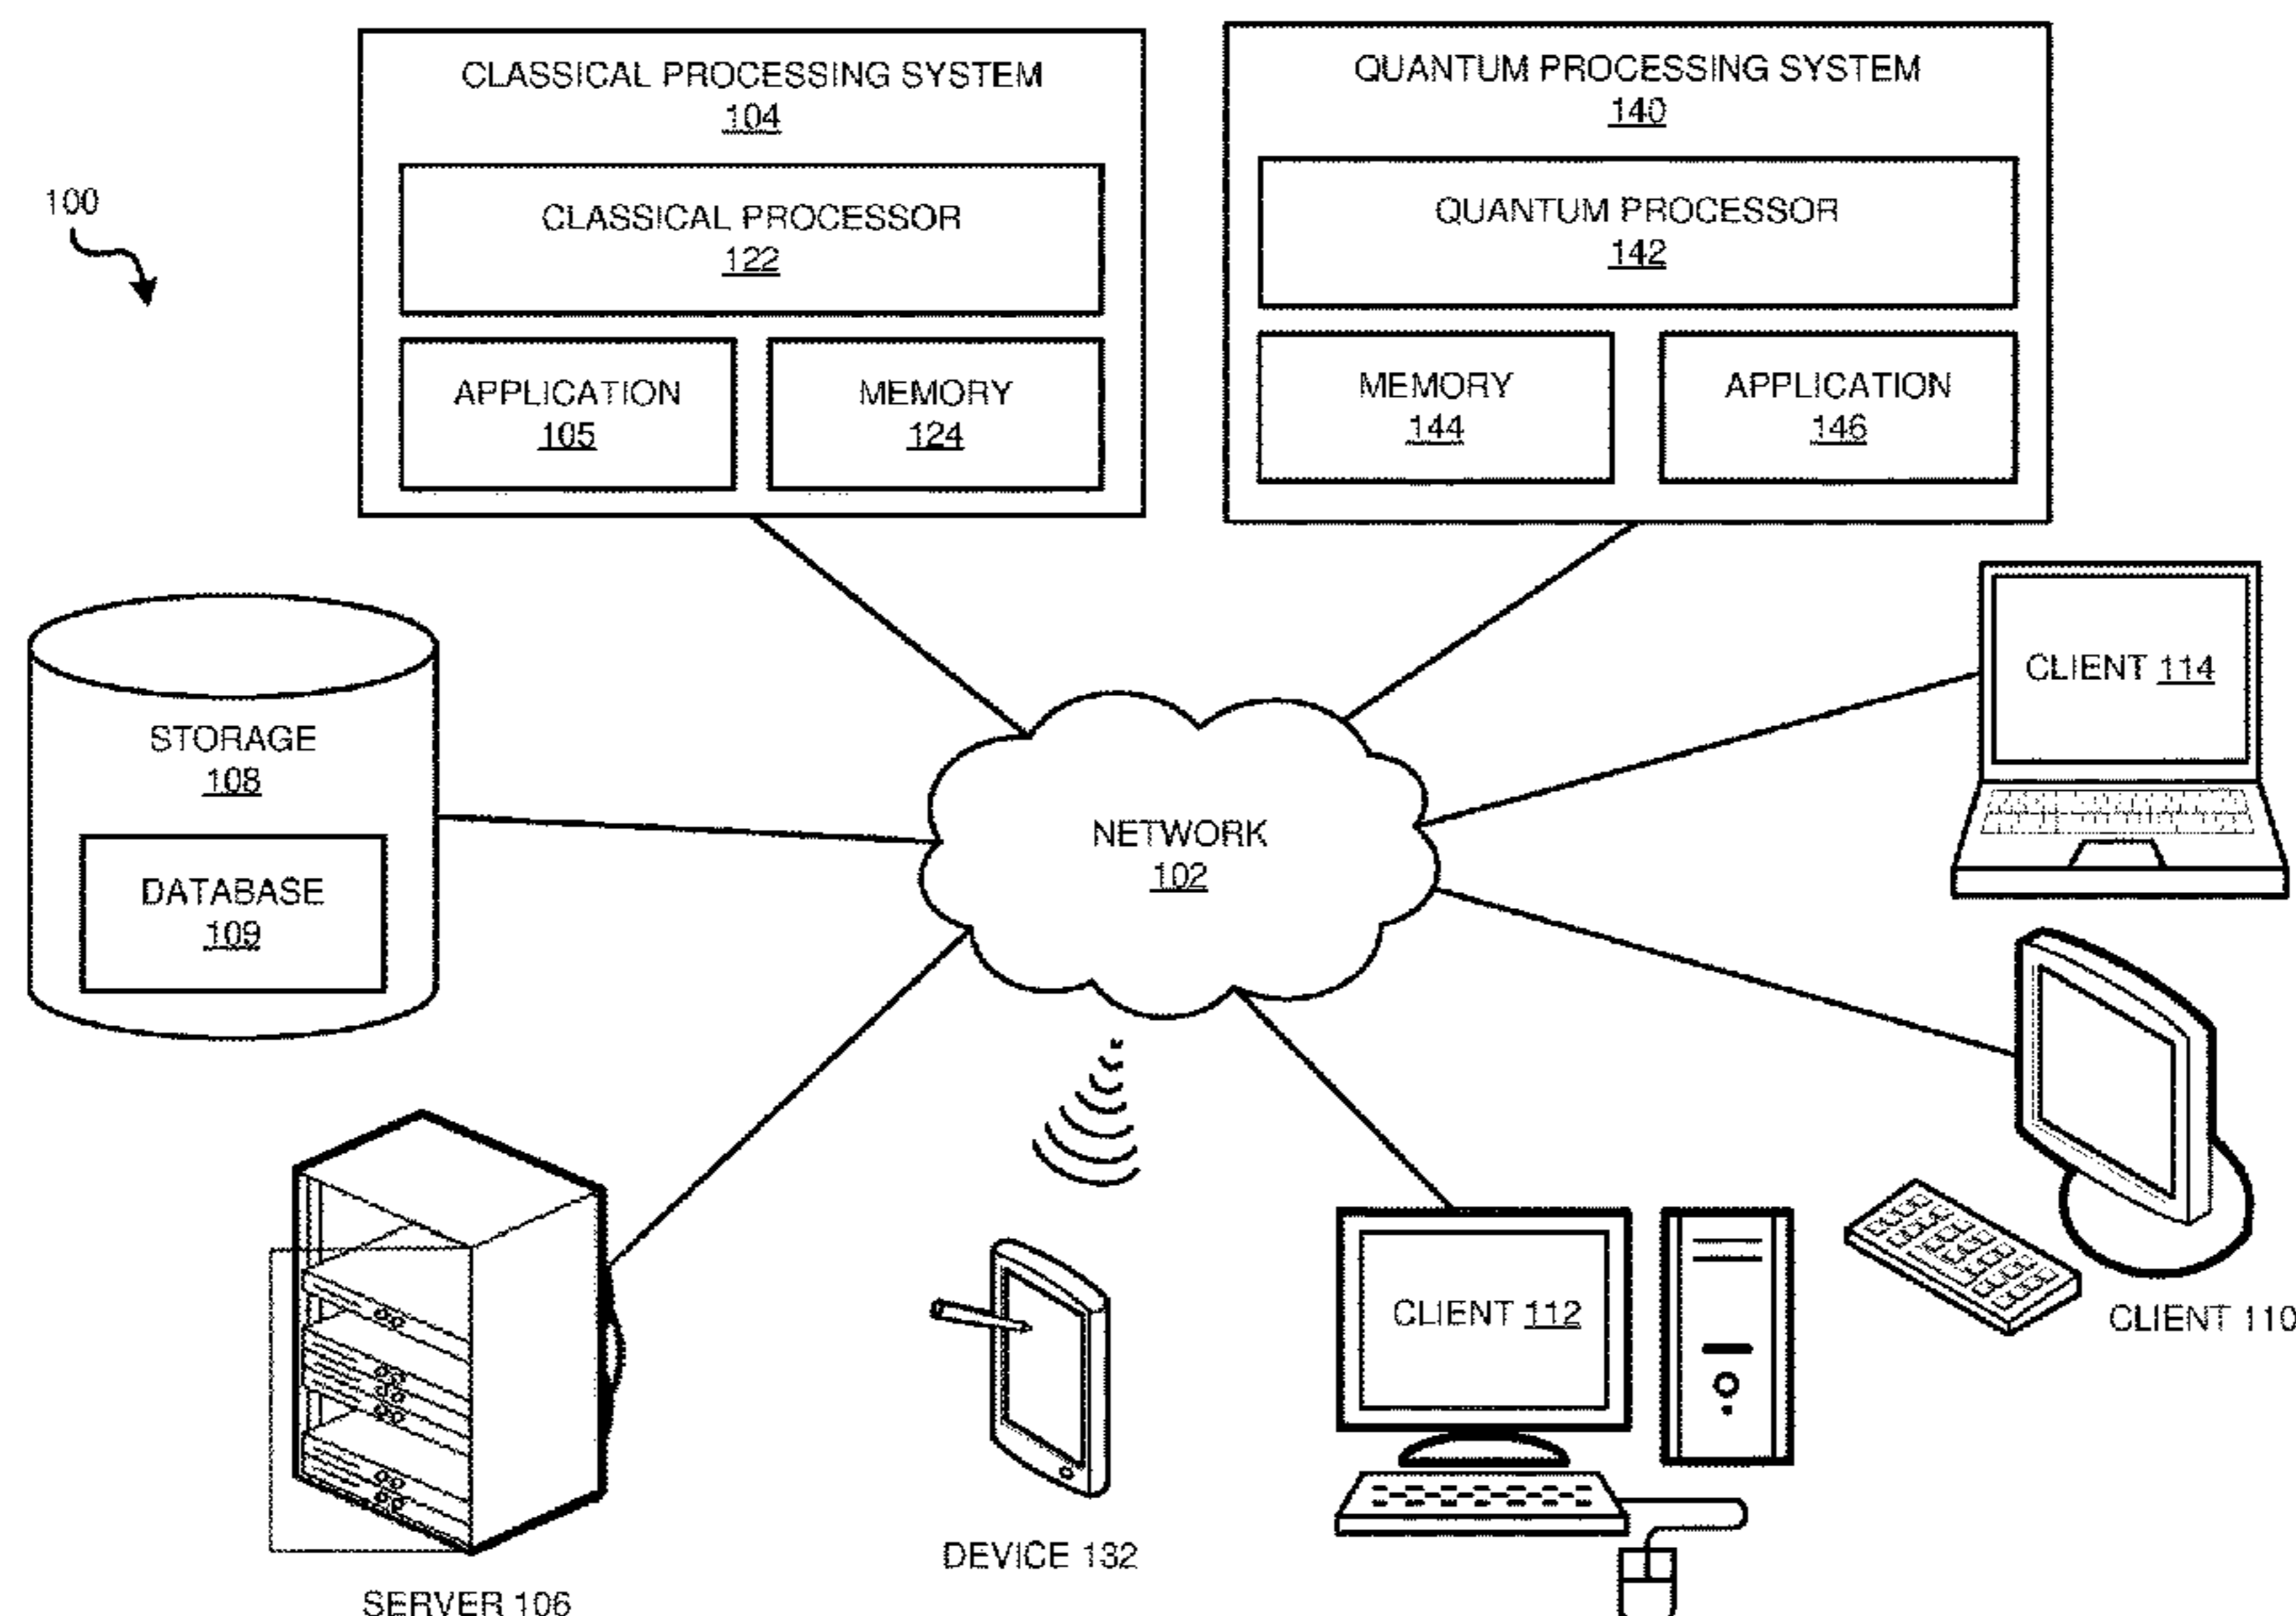 CLASSICAL PROCESSING SYSTEM
104
CLASSICAL PROCESSOR
122
APPLICATION
105
MEMORY
124
QUANTUM PROCESSING SYSTEM
140
QUANTUM PROCESSOR
142
MEMORY
144
APPLICATION
146
100
STORAGE
108
DATABASE
109
NETWORK
102
CLIENT 114
CLIENT 110
CLIENT 112
DEVICE 132
SERVER 106